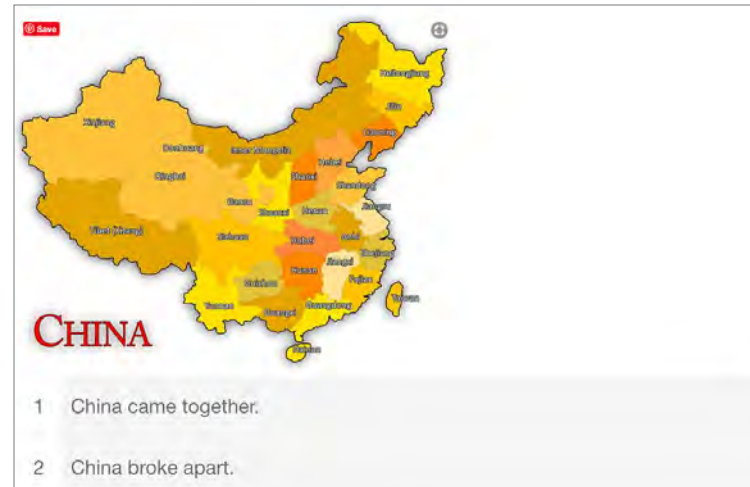 Save
Heilongjiang
Jilin
Liaoning
Xinjiang
Dunhuang
Inner Mongolia
Hebei
Qinghai
Shanxi
Shandong
Gansu
Shaanxi
Henan
Jiangsu
Tibet (Xizang)
Sichuan
Hubei
Anhui
Zhejiang
Hunan
Jiangxi
Guizhou
Fujian
Yunnan
Guangxi
Guangdong
Taiwan
CHINA
Hainan
1 China came together.
2 China broke apart.